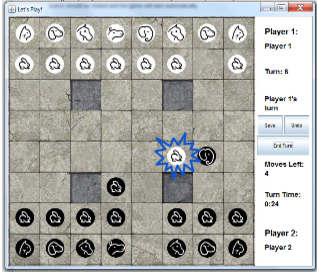 Let's Play!
Player 1:
Player 1
Turn: 8
Player 1's
turn
Save
Undo
End Turn
Moves Left:
4
Turn Time:
0:24
Player 2:
Player 2